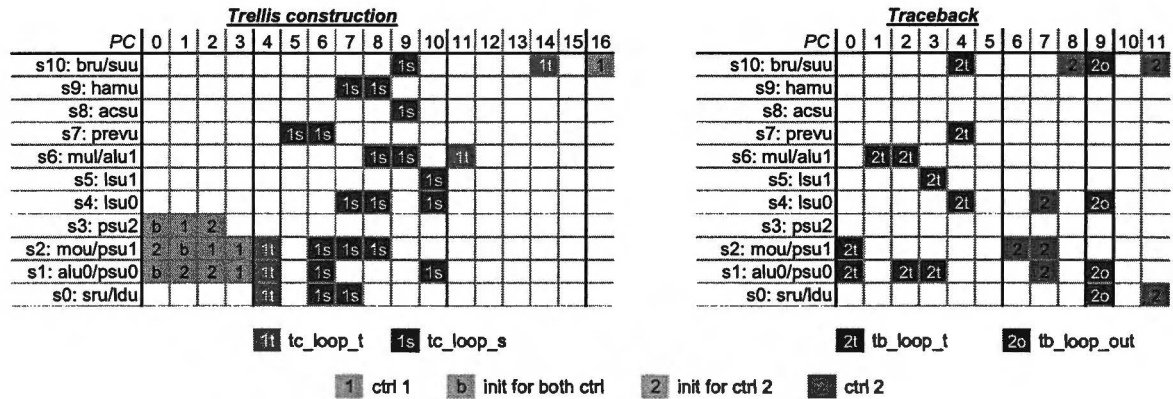 Trellis construction
PC 0 1 2 3 4 5 6 7 8 9 10 11 12 13 14 15 16
s10: bru/suu 1s 1t 1
s9: hamu 1s 1s
s8: acsu 1s
s7: prevu 1s 1s
s6: mul/alu1 1s 1s 1t
s5: lsu1 1s
s4: lsu0 1s 1s 1s
s3: psu2 b 1 2
s2: mou/psu1 2 b 1 1 1t 1s 1s 1s
s1: alu0/psu0 b 2 2 1 1t 1s 1s
s0: sru/ldu 1t 1s 1s
1t tc_loop_t 1s tc_loop_s
Traceback
PC 0 1 2 3 4 5 6 7 8 9 10 11
s10: bru/suu 2t 2 2o 2
s9: hamu
s8: acsu
s7: prevu 2t
s6: mul/alu1 2t 2t
s5: lsu1 2t
s4: lsu0 2t 2 2o
s3: psu2
s2: mou/psu1 2t 2 2
s1: alu0/psu0 2t 2t 2t 2 2o
s0: sru/ldu 2o 2
2t tb_loop_t 2o tb_loop_out
1 ctrl 1 b init for both ctrl 2 init for ctrl 2 2 ctrl 2